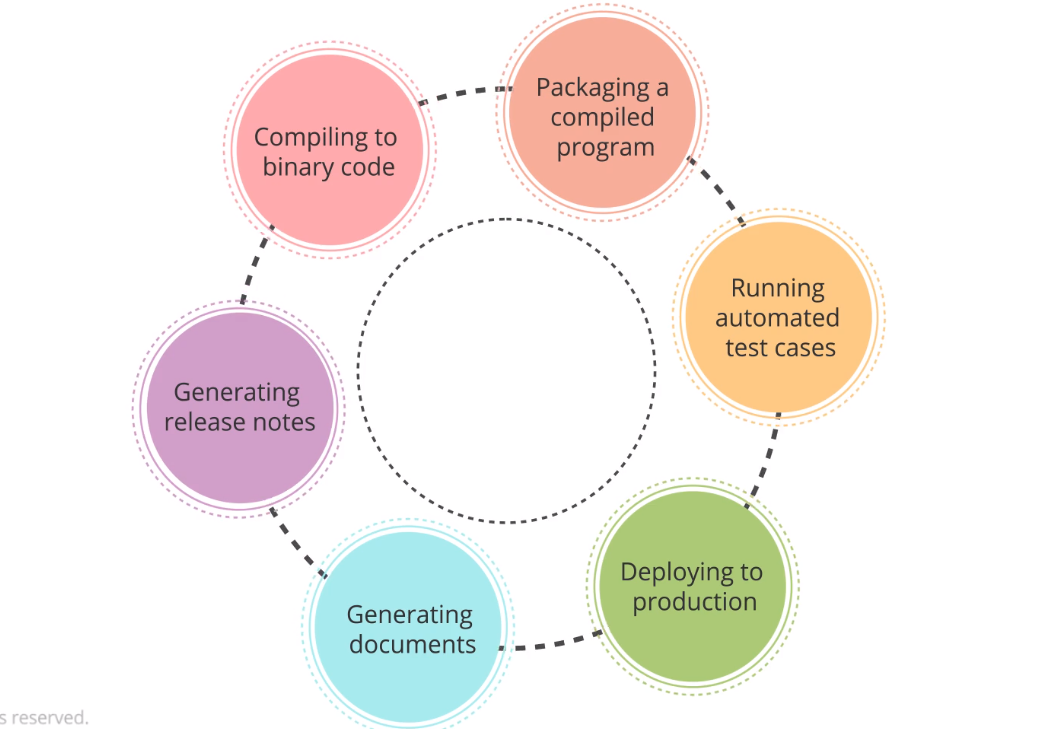 Packaging a
compiled
program
Compiling to
binary code
Running
automated
test cases
Generating
release notes
Deploying to
production
Generating
documents
reserved.